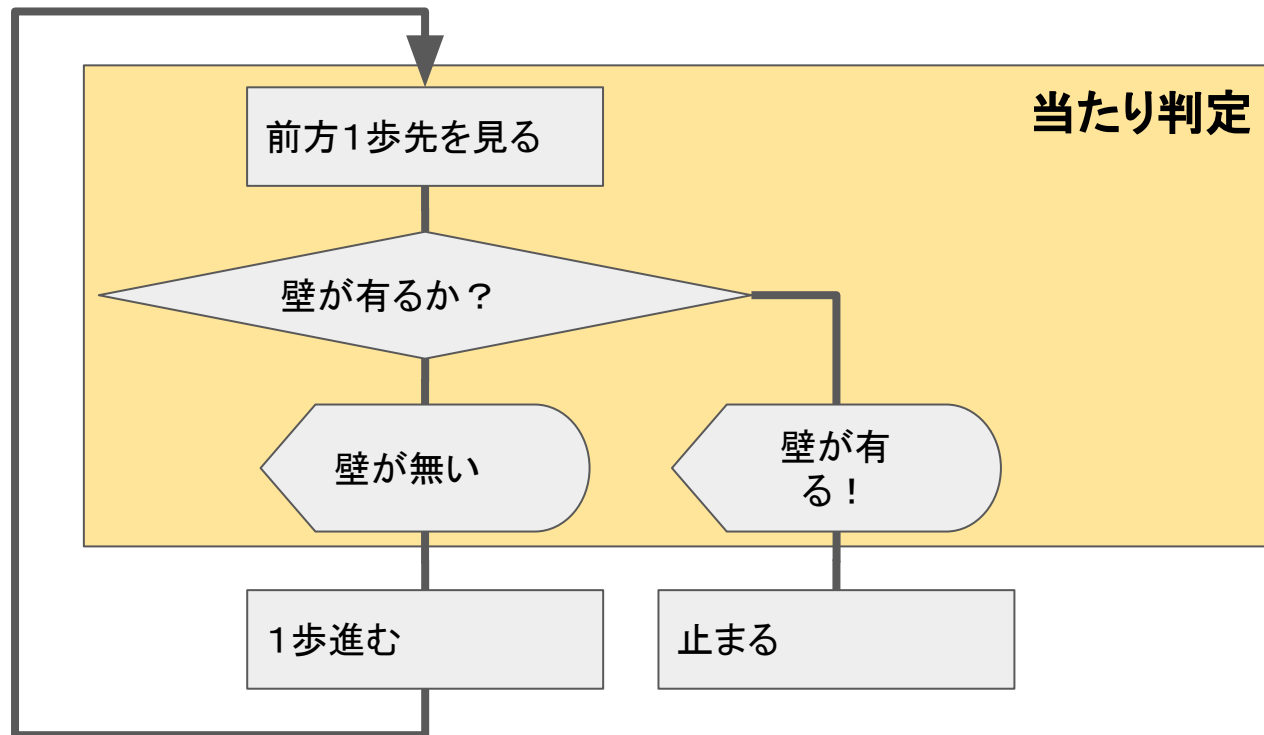 当たり判定
前方１歩先を見る
壁が有るか？
壁が無い
壁が有
る！
１歩進む
止まる